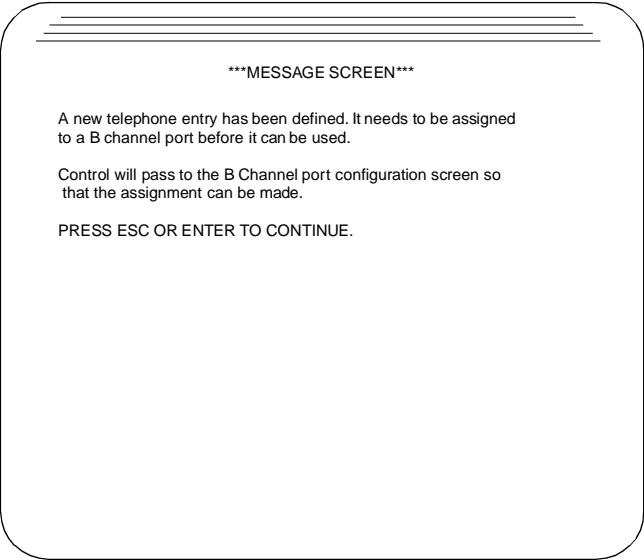 ***MESSAGE SCREEN***
A new telephone entry has been defined. It needs to be assigned
to a B channel port before it can be used.
Control will pass to the B Channel port configuration screen so
that the assignment can be made.
PRESS ESC OR ENTER TO CONTINUE.